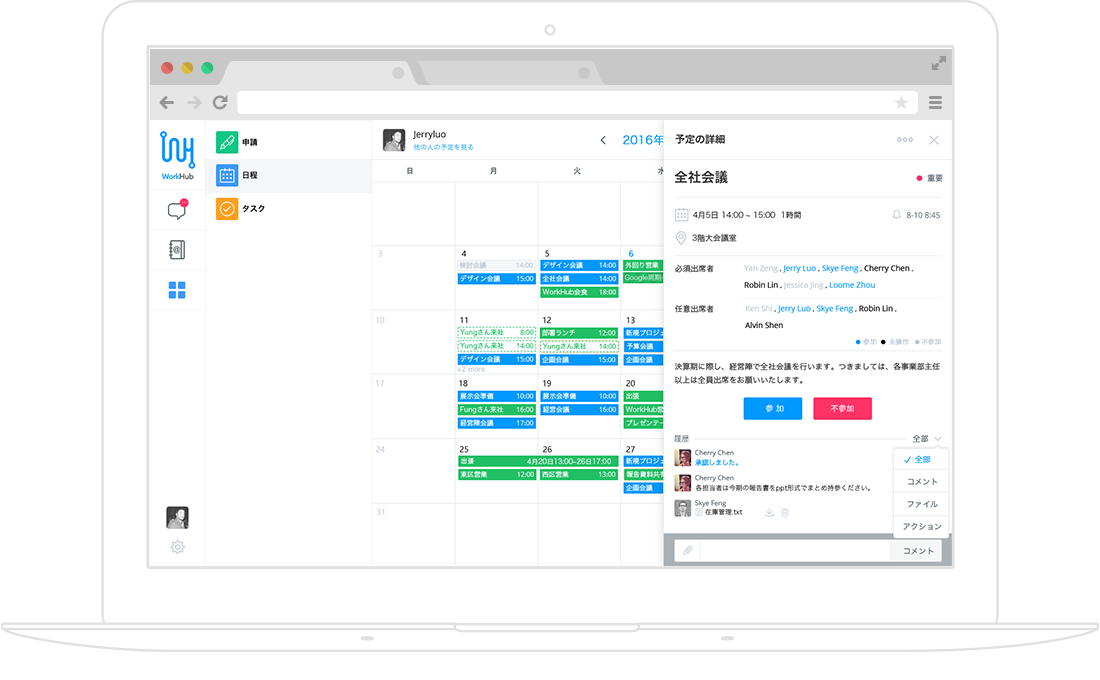 WorkHub
申請
日程
タスク
Jerryluo
他の人の予定を見る
2016年
日 月 火
3 4 5 6
検討会議 14:00
デザイン会議 15:00
デザイン会議 14:00
全社会議 14:00
WorkHub会食 18:00
外回り営業
Google同期
10 11 12 13
Yungさん来社 8:00
Yungさん来社 14:00
デザイン会議 15:00
+2 more
部署ランチ 12:00
Yungさん来社 14:00
企画会議 15:00
新規プロジ
予算会議
企画会議
17 18 19 20
展示会準備 10:00
Fungさん来社 16:00
経営陣会議 17:00
展示会準備 10:00
経営会議 16:00
出張
WorkHub営
プレゼンテー
24 25 26 27
出張 4月20日13:00~26日17:00
東区営業 12:00
西区営業 13:00
新規プロジ
報告資料共有
企画会議
31
予定の詳細
全社会議
重要
4月5日 14:00 ~ 15:00 1時間
8-10 8:45
3階大会議室
必須出席者 Yan Zeng , Jerry Luo , Skye Feng , Cherry Chen ,
Robin Lin , Jessica Jing , Loome Zhou
任意出席者 Ken Shi , Jerry Luo , Skye Feng , Robin Lin ,
Alvin Shen
参加 未操作 不参加
決算期に際し、経営陣で全社会議を行います。つきましては、各事業部主任
以上は全員出席をお願いいたします。
参 加 不参加
履歴 全部
Cherry Chen
承認しました。
Cherry Chen
各担当者は今期の報告書をppt形式でまとめ持参ください。
Skye Feng
在庫管理.txt
全部
コメント
ファイル
アクション
コメント